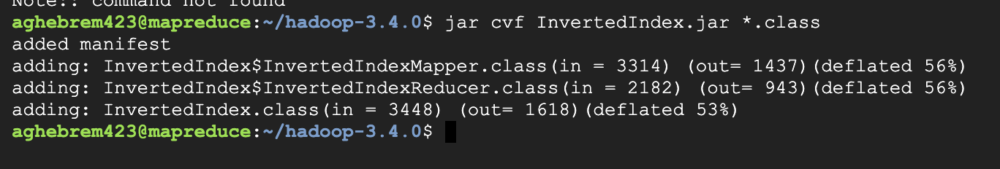 Note:: command not found
aghebrem423@mapreduce:~/hadoop-3.4.0$ jar cvf InvertedIndex.jar *.class
added manifest
adding: InvertedIndex$InvertedIndexMapper.class(in = 3314) (out= 1437)(deflated 56%)
adding: InvertedIndex$InvertedIndexReducer.class(in = 2182) (out= 943)(deflated 56%)
adding: InvertedIndex.class(in = 3448) (out= 1618)(deflated 53%)
aghebrem423@mapreduce:~/hadoop-3.4.0$